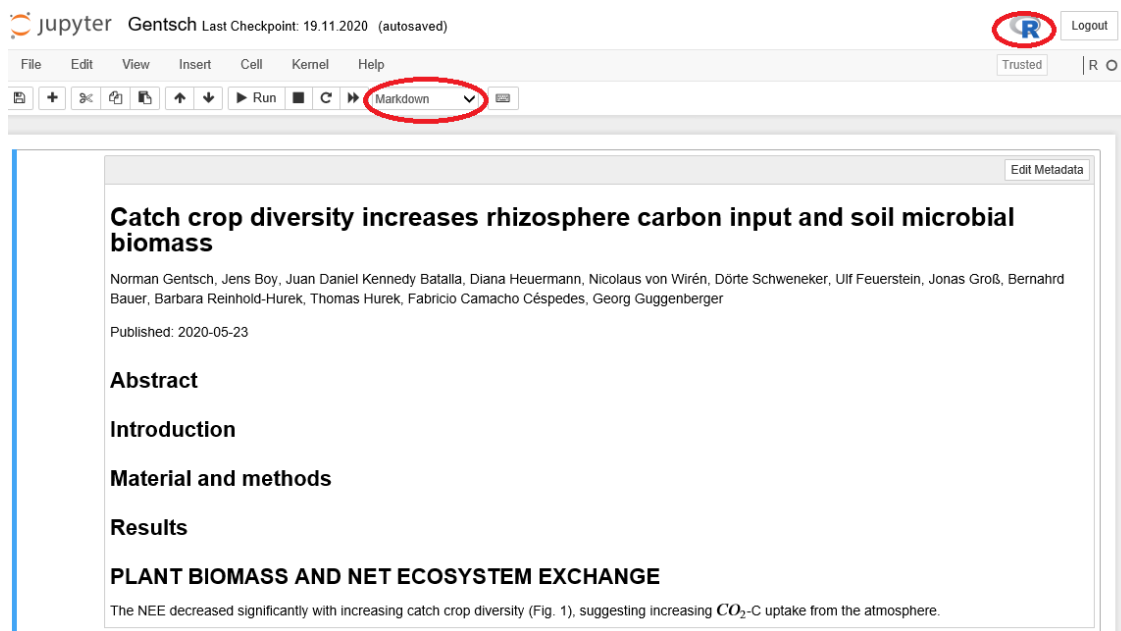 jupyter Gentsch Last Checkpoint: 19.11.2020 (autosaved) R Logout
File Edit View Insert Cell Kernel Help Trusted R
Run Markdown
Edit Metadata
Catch crop diversity increases rhizosphere carbon input and soil microbial
biomass
Norman Gentsch, Jens Boy, Juan Daniel Kennedy Batalla, Diana Heuermann, Nicolaus von Wirén, Dörte Schweneker, Ulf Feuerstein, Jonas Groß, Bernahrd
Bauer, Barbara Reinhold-Hurek, Thomas Hurek, Fabricio Camacho Céspedes, Georg Guggenberger
Published: 2020-05-23
Abstract
Introduction
Material and methods
Results
PLANT BIOMASS AND NET ECOSYSTEM EXCHANGE
The NEE decreased significantly with increasing catch crop diversity (Fig. 1), suggesting increasing CO₂-C uptake from the atmosphere.